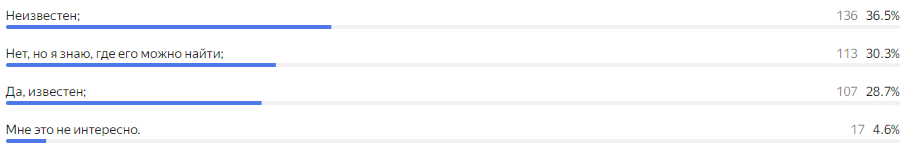 Неизвестен; 136 36.5%
Нет, но я знаю, где его можно найти; 113 30.3%
Да, известен; 107 28.7%
Мне это не интересно. 17 4.6%